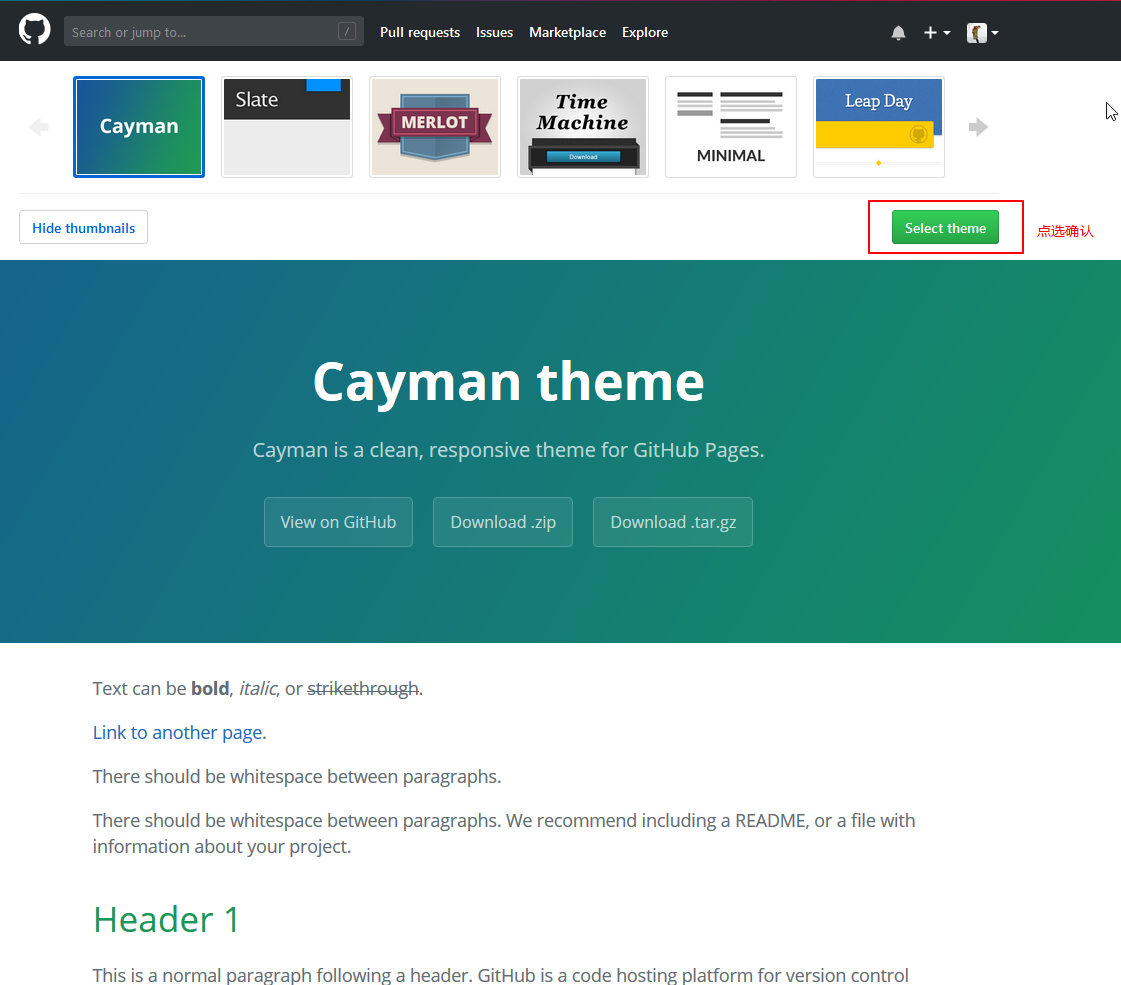 Search or jump to...
/
Pull requests
Issues
Marketplace
Explore
Cayman
Slate
MERLOT
Time
Machine
Download
MINIMAL
Leap Day
Hide thumbnails
Select theme
点选确认
Cayman theme
Cayman is a clean, responsive theme for GitHub Pages.
View on GitHub
Download .zip
Download .tar.gz
Text can be bold, italic, or strikethrough.
Link to another page.
There should be whitespace between paragraphs.
There should be whitespace between paragraphs. We recommend including a README, or a file with
information about your project.
Header 1
This is a normal paragraph following a header. GitHub is a code hosting platform for version control